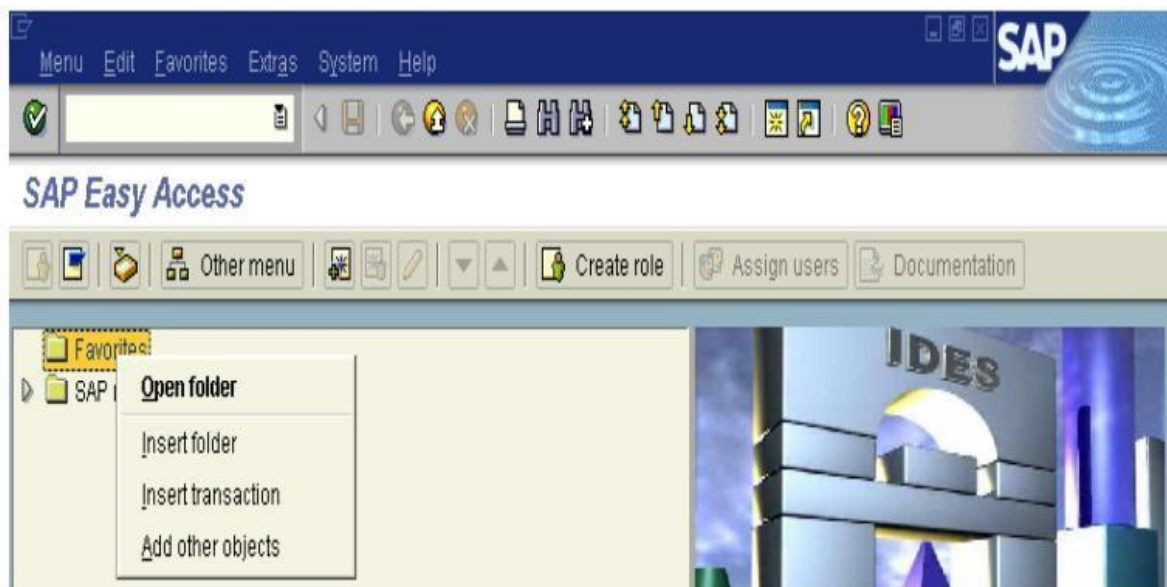 SAP
Menu Edit Favorites Extras System Help
SAP Easy Access
Other menu Create role Assign users Documentation
Favorites
SAP
Open folder
Insert folder
Insert transaction
Add other objects
IDES